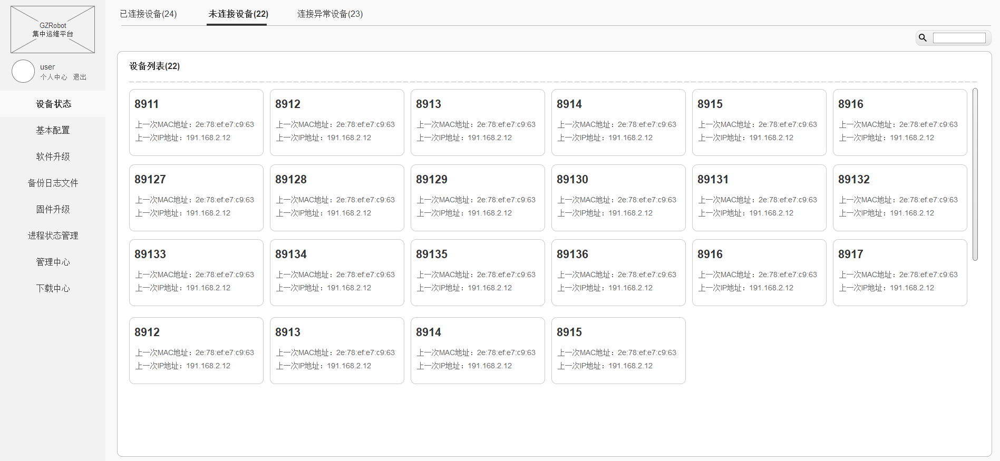 GZRobot
集中运维平台
user
个人中心 退出
设备状态
基本配置
软件升级
备份日志文件
固件升级
进程状态管理
管理中心
下载中心
已连接设备(24) 未连接设备(22) 连接异常设备(23)
设备列表(22)
8911 8912 8913 8914 8915 8916
上一次MAC地址：2e:78:ef:e7:c9:63 上一次MAC地址：2e:78:ef:e7:c9:63 上一次MAC地址：2e:78:ef:e7:c9:63 上一次MAC地址：2e:78:ef:e7:c9:63 上一次MAC地址：2e:78:ef:e7:c9:63 上一次MAC地址：2e:78:ef:e7:c9:63
上一次IP地址：191.168.2.12 上一次IP地址：191.168.2.12 上一次IP地址：191.168.2.12 上一次IP地址：191.168.2.12 上一次IP地址：191.168.2.12 上一次IP地址：191.168.2.12
89127 89128 89129 89130 89131 89132
上一次MAC地址：2e:78:ef:e7:c9:63 上一次MAC地址：2e:78:ef:e7:c9:63 上一次MAC地址：2e:78:ef:e7:c9:63 上一次MAC地址：2e:78:ef:e7:c9:63 上一次MAC地址：2e:78:ef:e7:c9:63 上一次MAC地址：2e:78:ef:e7:c9:63
上一次IP地址：191.168.2.12 上一次IP地址：191.168.2.12 上一次IP地址：191.168.2.12 上一次IP地址：191.168.2.12 上一次IP地址：191.168.2.12 上一次IP地址：191.168.2.12
89133 89134 89135 89136 8916 8917
上一次MAC地址：2e:78:ef:e7:c9:63 上一次MAC地址：2e:78:ef:e7:c9:63 上一次MAC地址：2e:78:ef:e7:c9:63 上一次MAC地址：2e:78:ef:e7:c9:63 上一次MAC地址：2e:78:ef:e7:c9:63 上一次MAC地址：2e:78:ef:e7:c9:63
上一次IP地址：191.168.2.12 上一次IP地址：191.168.2.12 上一次IP地址：191.168.2.12 上一次IP地址：191.168.2.12 上一次IP地址：191.168.2.12 上一次IP地址：191.168.2.12
8912 8913 8914 8915
上一次MAC地址：2e:78:ef:e7:c9:63 上一次MAC地址：2e:78:ef:e7:c9:63 上一次MAC地址：2e:78:ef:e7:c9:63 上一次MAC地址：2e:78:ef:e7:c9:63
上一次IP地址：191.168.2.12 上一次IP地址：191.168.2.12 上一次IP地址：191.168.2.12 上一次IP地址：191.168.2.12